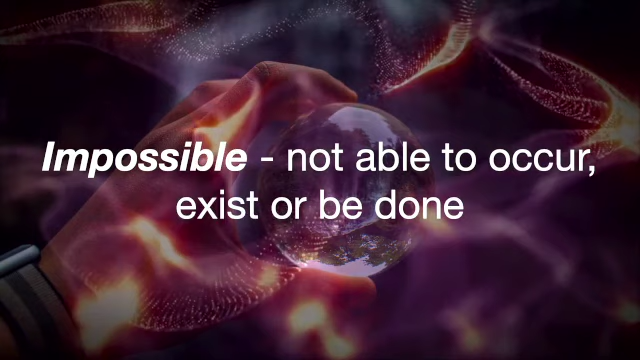 Impossible - not able to occur,
exist or be done